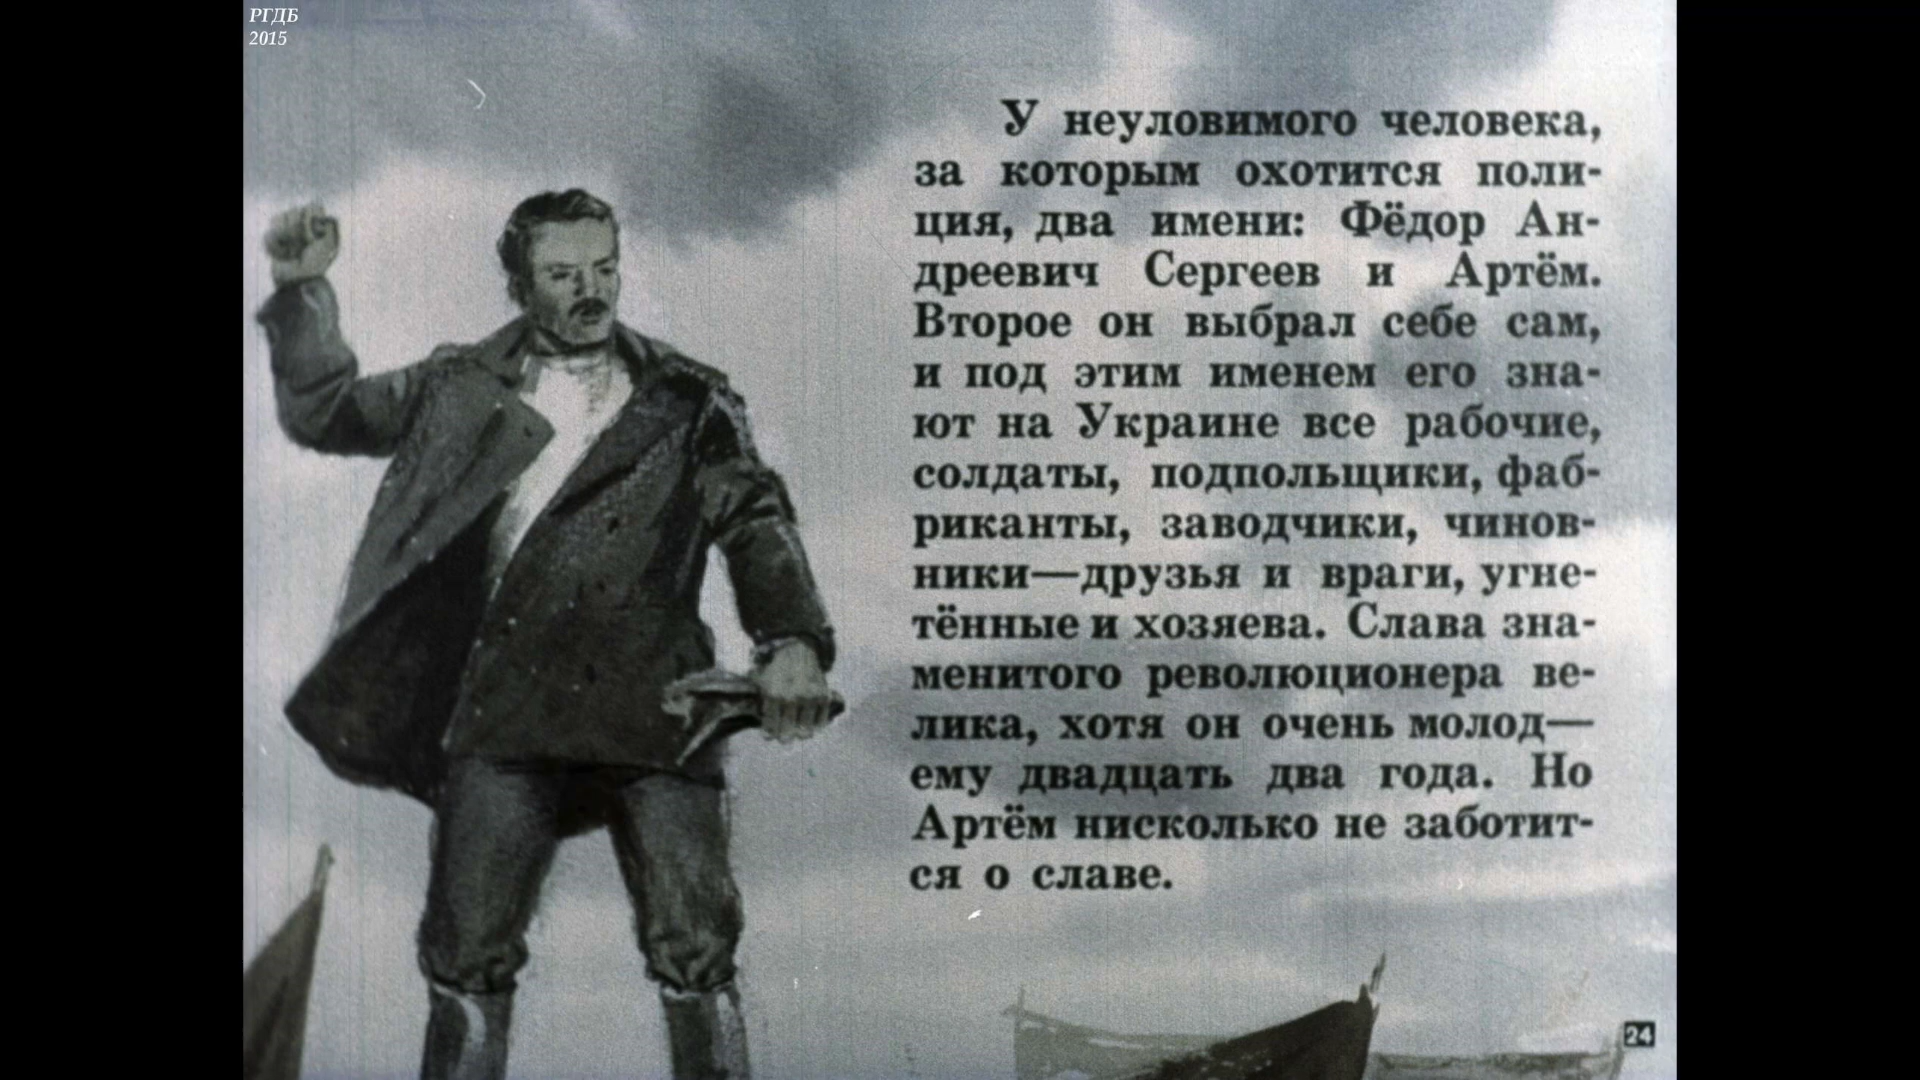 РГДБ
2015
У неуловимого человека,
за которым охотится поли-
ция, два имени: Фёдор Ан-
дреевич Сергеев и Артём.
Второе он выбрал себе сам,
и под этим именем его зна-
ют на Украине все рабочие,
солдаты, подпольщики, фаб-
риканты, заводчики, чинов-
ники—друзья и враги, угне-
тённые и хозяева. Слава зна-
менитого революционера ве-
лика, хотя он очень молод—
ему двадцать два года. Но
Артём нисколько не заботит-
ся о славе.
24